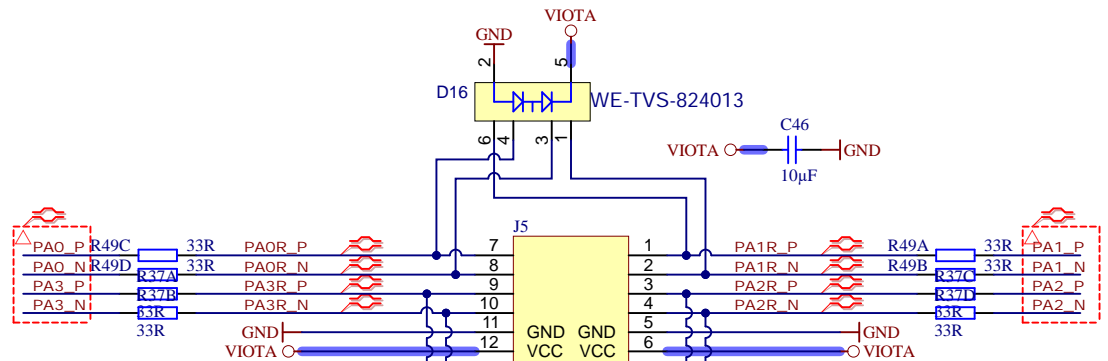 VIOTA
GND
2
5
D16
WE-TVS-824013
6
4
3
1
C46
VIOTA
GND
10µF
J5
PA0_P R49C 33R PA0R_P 7 1 PA1R_P R49A 33R PA1_P
PA0_N R49D 33R PA0R_N 8 2 PA1R_N R49B 33R PA1_N
PA3_P R37A PA3R_P 9 3 PA2R_P R37C PA2_P
PA3_N R37B 33R PA3R_N 10 4 PA2R_N R37D 33R PA2_N
33R 33R
GND 11 GND GND 5 GND
VIOTA 12 VCC VCC 6 VIOTA